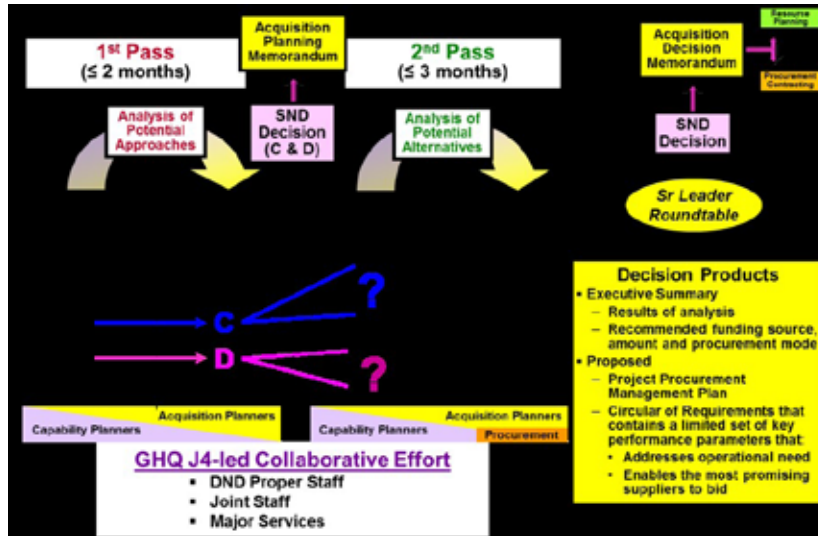 1st Pass
(≤ 2 months)
Acquisition
Planning
Memorandum
2nd Pass
(≤ 3 months)
Acquisition
Decision
Memorandum
Resource
Planning
Procurement
Contracting
Analysis of
Potential
Approaches
SND
Decision
(C & D)
Analysis of
Potential
Alternatives
SND
Decision
Sr Leader
Roundtable
C
?
D
?
Decision Products
▪ Executive Summary
– Results of analysis
– Recommended funding source,
amount and procurement mode
▪ Proposed
– Project Procurement
Management Plan
– Circular of Requirements that
contains a limited set of key
performance parameters that:
• Addresses operational need
• Enables the most promising
suppliers to bid
Acquisition Planners
Capability Planners
Acquisition Planners
Capability Planners
Procurement
GHQ J4-led Collaborative Effort
▪ DND Proper Staff
▪ Joint Staff
▪ Major Services